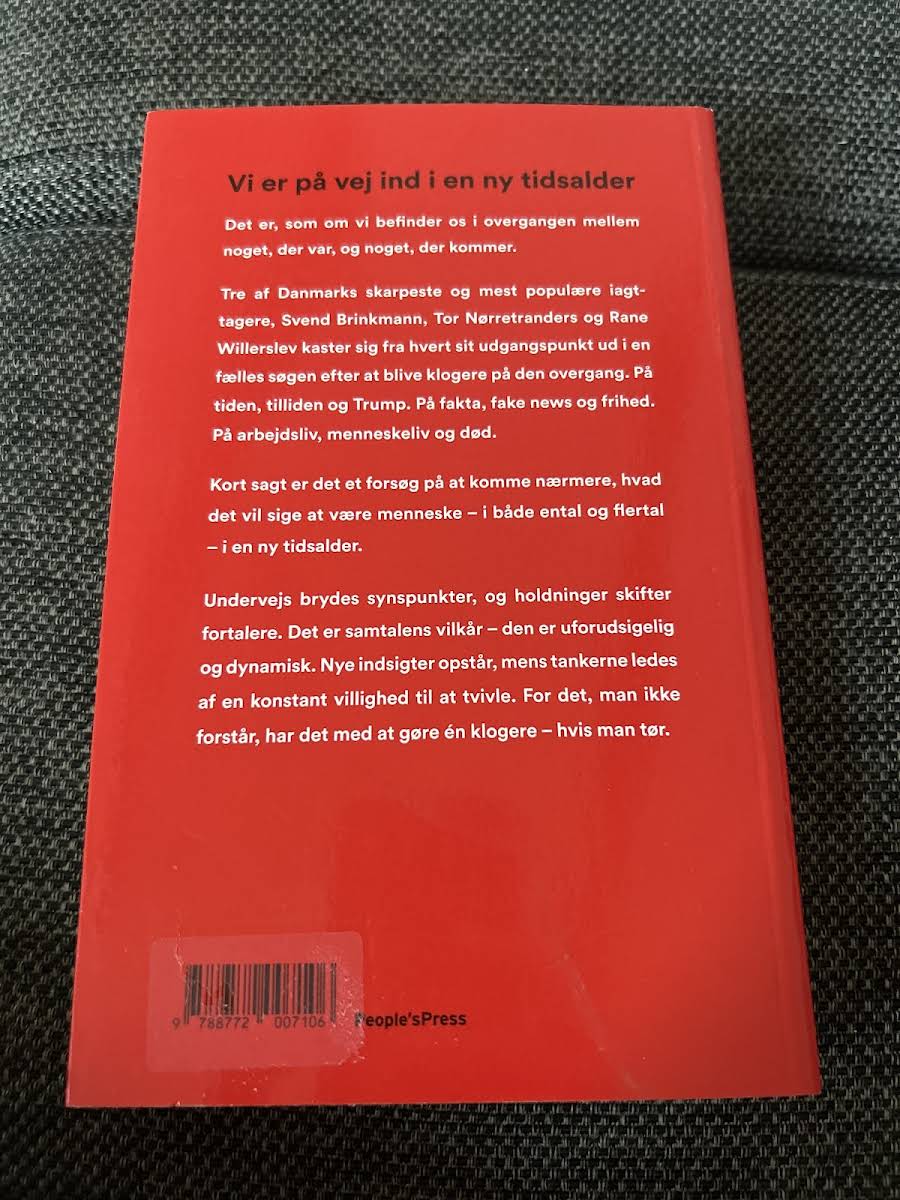 Vi er på vej ind i en ny tidsalder
Det er, som om vi befinder os i overgangen mellem
noget, der var, og noget, der kommer.
Tre af Danmarks skarpeste og mest populære iagt-
tagere, Svend Brinkmann, Tor Nørretranders og Rane
Willerslev kaster sig fra hvert sit udgangspunkt ud i en
fælles søgen efter at blive klogere på den overgang. På
tiden, tilliden og Trump. På fakta, fake news og frihed.
På arbejdsliv, menneskeliv og død.
Kort sagt er det et forsøg på at komme nærmere, hvad
det vil sige at være menneske – i både ental og flertal
– i en ny tidsalder.
Undervejs brydes synspunkter, og holdninger skifter
fortalere. Det er samtalens vilkår – den er uforudsigelig
og dynamisk. Nye indsigter opstår, mens tankerne ledes
af en konstant villighed til at tvivle. For det, man ikke
forstår, har det med at gøre én klogere – hvis man tør.
9 788772 007106
People'sPress